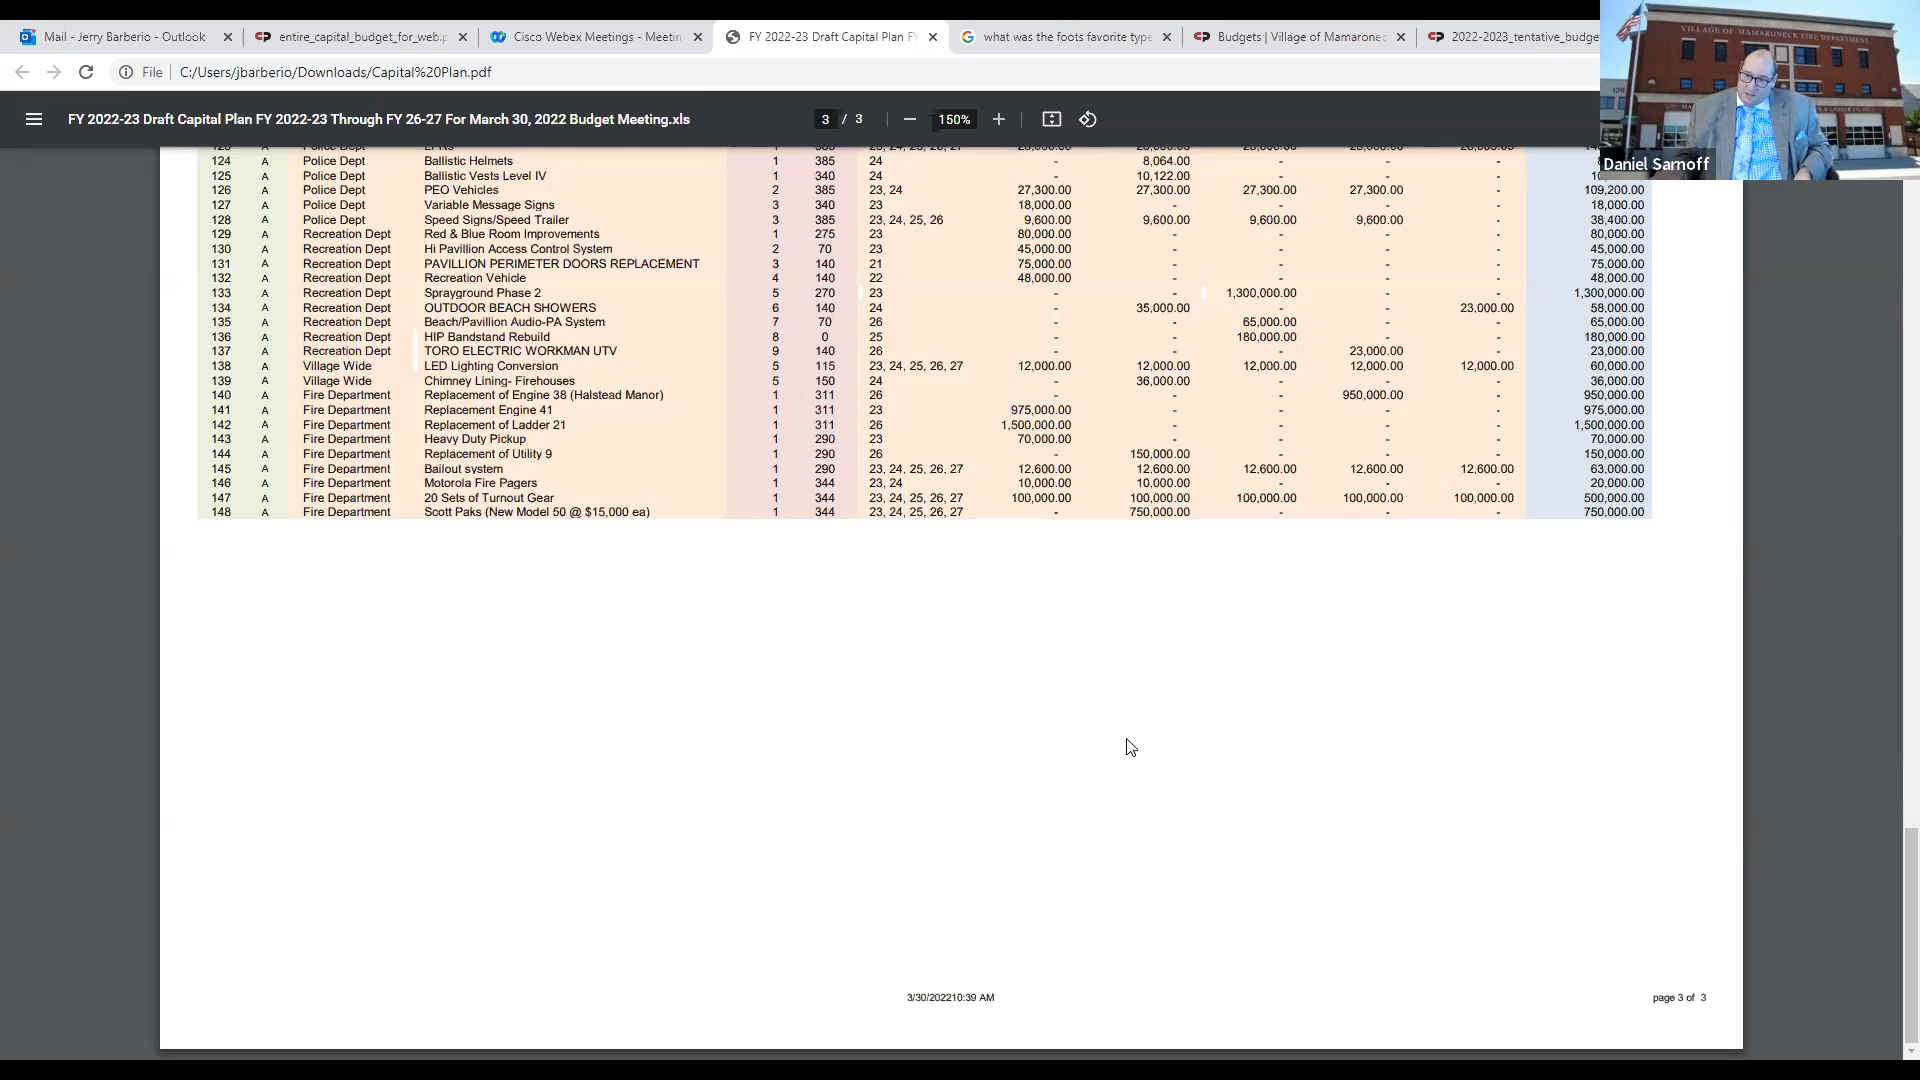 Mail - Jerry Barberio - Outlook
entire_capital_budget_for_web.p
Cisco Webex Meetings - Meetin
FY 2022-23 Draft Capital Plan FY
what was the foots favorite type
Budgets | Village of Mamaronec
2022-2023_tentative_budge
File C:/Users/jbarberio/Downloads/Capital%20Plan.pdf
VILLAGE OF MAMARONECK FIRE DEPARTMENT
Daniel Sarnoff
FY 2022-23 Draft Capital Plan FY 2022-23 Through FY 26-27 For March 30, 2022 Budget Meeting.xls 3 / 3 150%
124 A Police Dept Ballistic Helmets 1 385 24 - 8,064.00 - - -
125 A Police Dept Ballistic Vests Level IV 1 340 24 - 10,122.00 - - -
126 A Police Dept PEO Vehicles 2 385 23, 24 27,300.00 27,300.00 27,300.00 27,300.00 - 109,200.00
127 A Police Dept Variable Message Signs 3 340 23 18,000.00 - - - - 18,000.00
128 A Police Dept Speed Signs/Speed Trailer 3 385 23, 24, 25, 26 9,600.00 9,600.00 9,600.00 9,600.00 - 38,400.00
129 A Recreation Dept Red & Blue Room Improvements 1 275 23 80,000.00 - - - - 80,000.00
130 A Recreation Dept Hi Pavillion Access Control System 2 70 23 45,000.00 - - - - 45,000.00
131 A Recreation Dept PAVILLION PERIMETER DOORS REPLACEMENT 3 140 21 75,000.00 - - - - 75,000.00
132 A Recreation Dept Recreation Vehicle 4 140 22 48,000.00 - - - - 48,000.00
133 A Recreation Dept Sprayground Phase 2 5 270 23 - - 1,300,000.00 - - 1,300,000.00
134 A Recreation Dept OUTDOOR BEACH SHOWERS 6 140 24 - 35,000.00 - - 23,000.00 58,000.00
135 A Recreation Dept Beach/Pavillion Audio-PA System 7 70 26 - - 65,000.00 - - 65,000.00
136 A Recreation Dept HIP Bandstand Rebuild 8 0 25 - - 180,000.00 - - 180,000.00
137 A Recreation Dept TORO ELECTRIC WORKMAN UTV 9 140 26 - - - 23,000.00 - 23,000.00
138 A Village Wide LED Lighting Conversion 5 115 23, 24, 25, 26, 27 12,000.00 12,000.00 12,000.00 12,000.00 12,000.00 60,000.00
139 A Village Wide Chimney Lining- Firehouses 5 150 24 - 36,000.00 - - - 36,000.00
140 A Fire Department Replacement of Engine 38 (Halstead Manor) 1 311 26 - - - 950,000.00 - 950,000.00
141 A Fire Department Replacement Engine 41 1 311 23 975,000.00 - - - - 975,000.00
142 A Fire Department Replacement of Ladder 21 1 311 26 1,500,000.00 - - - - 1,500,000.00
143 A Fire Department Heavy Duty Pickup 1 290 23 70,000.00 - - - - 70,000.00
144 A Fire Department Replacement of Utility 9 1 290 26 - 150,000.00 - - - 150,000.00
145 A Fire Department Bailout system 1 290 23, 24, 25, 26, 27 12,600.00 12,600.00 12,600.00 12,600.00 12,600.00 63,000.00
146 A Fire Department Motorola Fire Pagers 1 344 23, 24 10,000.00 10,000.00 - - - 20,000.00
147 A Fire Department 20 Sets of Turnout Gear 1 344 23, 24, 25, 26, 27 100,000.00 100,000.00 100,000.00 100,000.00 100,000.00 500,000.00
148 A Fire Department Scott Paks (New Model 50 @ $15,000 ea) 1 344 23, 24, 25, 26, 27 - 750,000.00 - - - 750,000.00
3/30/202210:39 AM
page 3 of 3